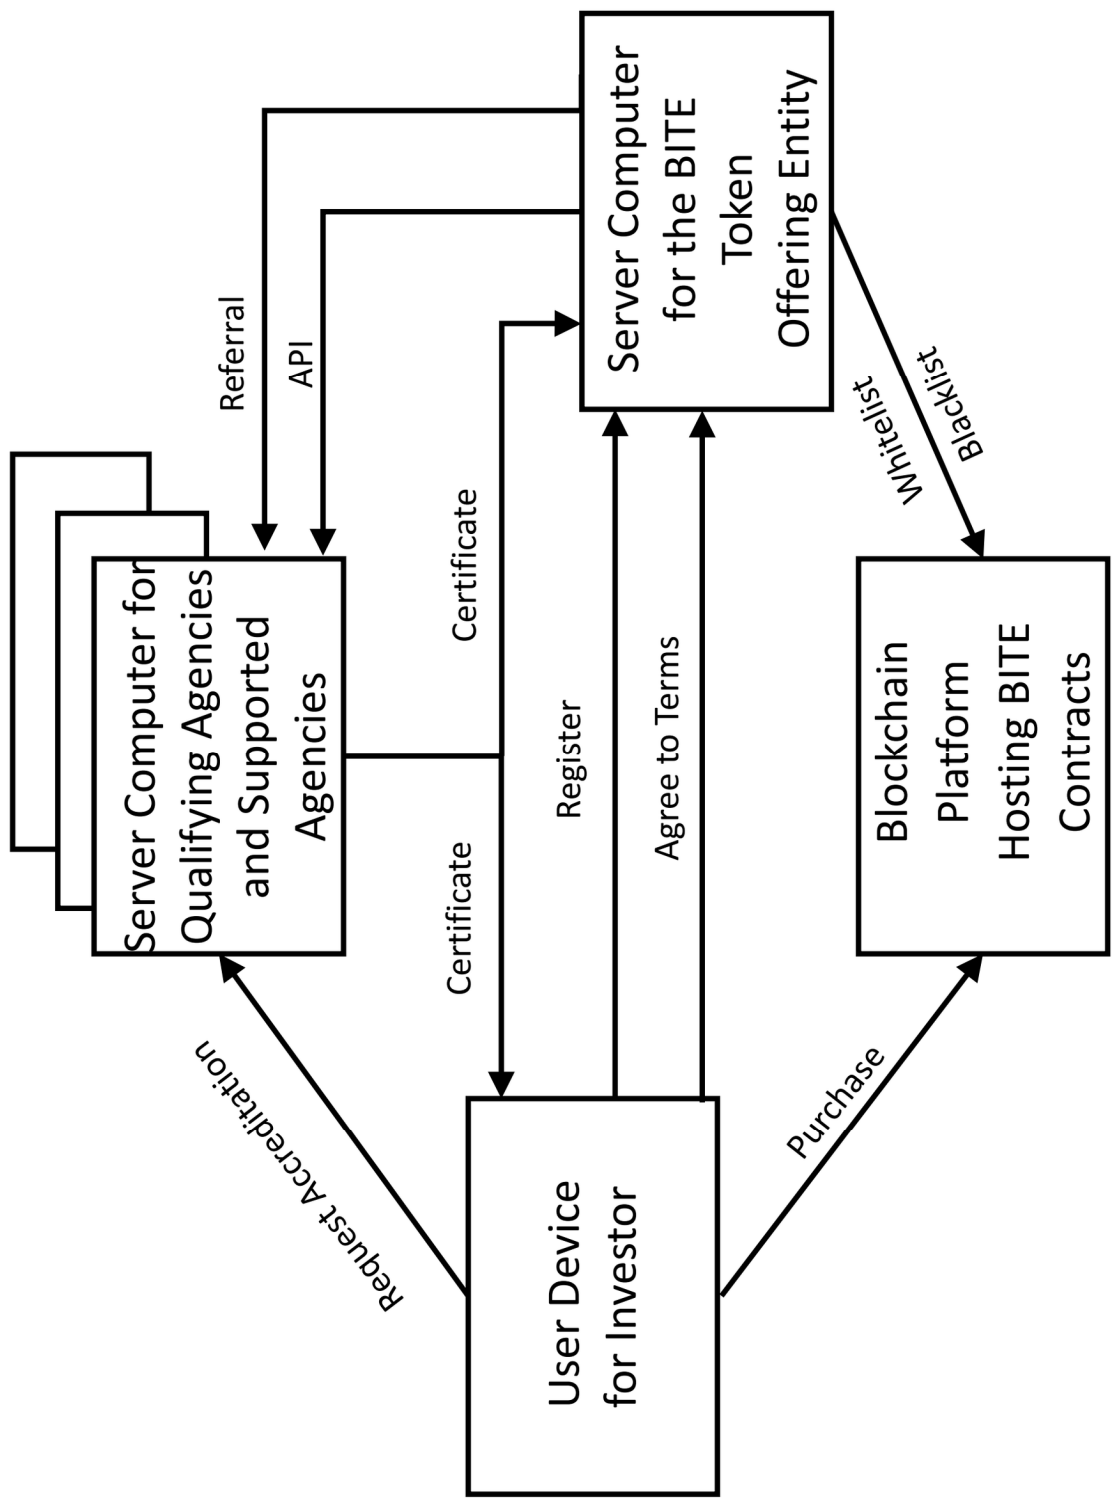 Server Computer for
Qualifying Agencies
and Supported
Agencies
Request Accreditation
Referral
API
Certificate
Certificate
User Device
for Investor
Register
Agree to Terms
Server Computer
for the BITE
Token
Offering Entity
Purchase
Whitelist
Blacklist
Blockchain
Platform
Hosting BITE
Contracts